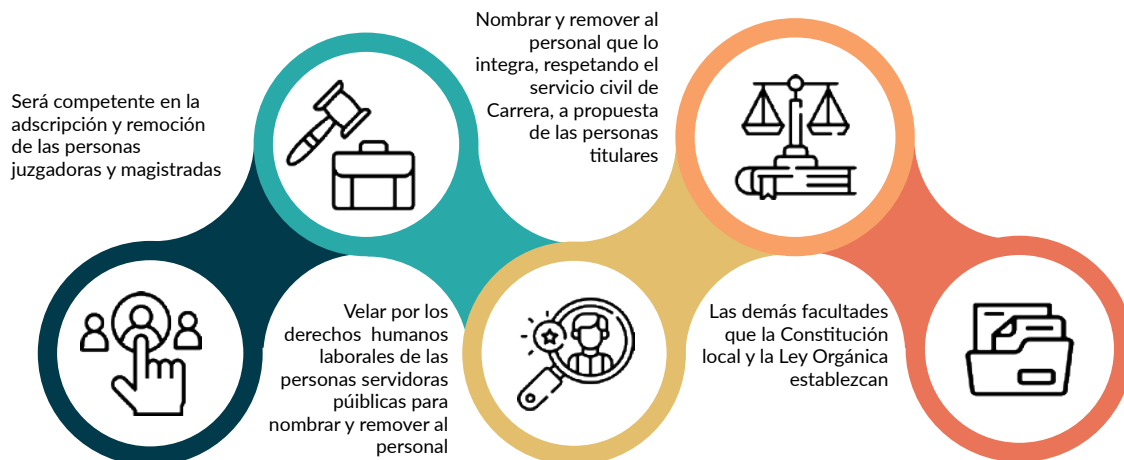 Será competente en la
adscripción y remoción
de las personas
juzgadoras y magistradas
Velar por los
derechos humanos
laborales de las
personas servidoras
púiblicas para
nombrar y remover al
personal
Nombrar y remover al
personal que lo
integra, respetando el
servicio civil de
Carrera, a propuesta
de las personas
titulares
Las demás facultades
que la Constitución
local y la Ley Orgánica
establezcan